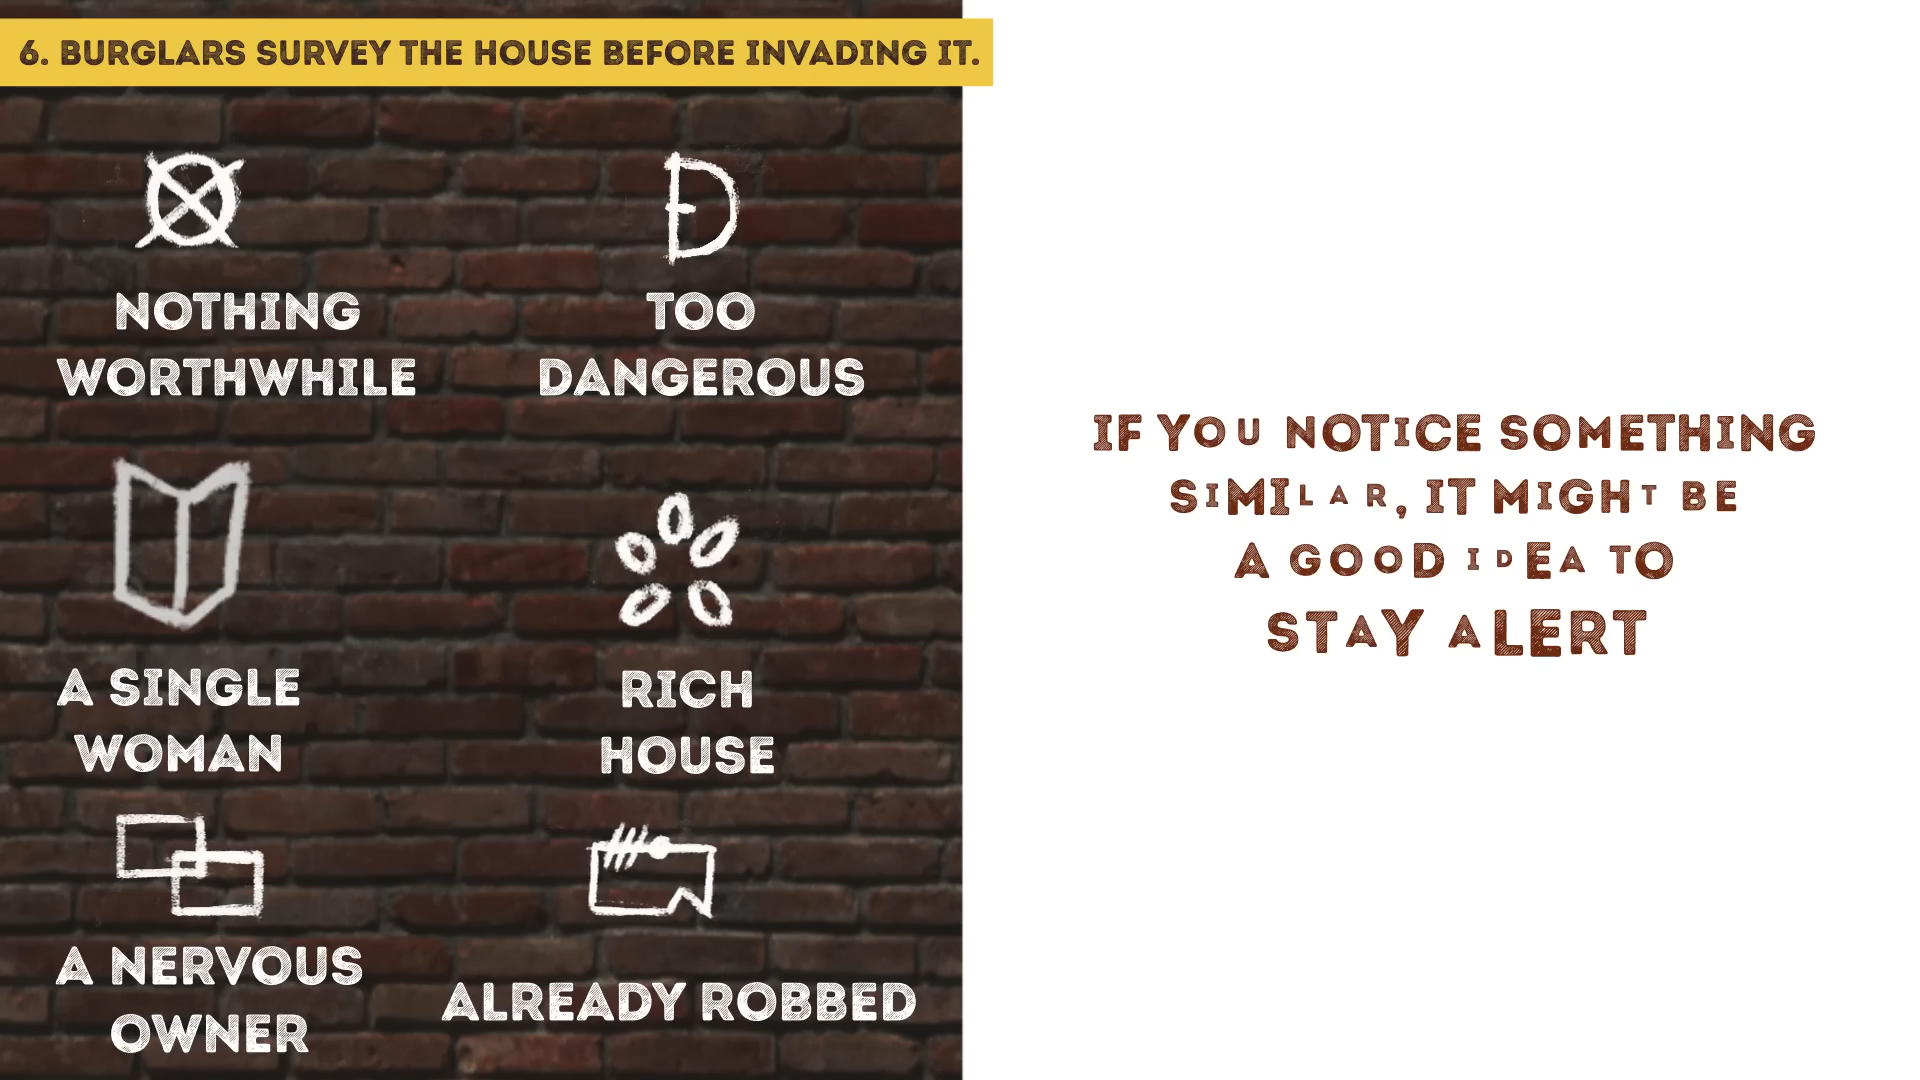 6. BURGLARS SURVEY THE HOUSE BEFORE INVADING IT.
NOTHING
WORTHWHILE
TOO
DANGEROUS
A SINGLE
WOMAN
RICH
HOUSE
A NERVOUS
OWNER
ALREADY ROBBED
IF YOU NOTICE SOMETHING
SIMILAR, IT MIGHT BE
A GOOD IDEA TO
STAY ALERT